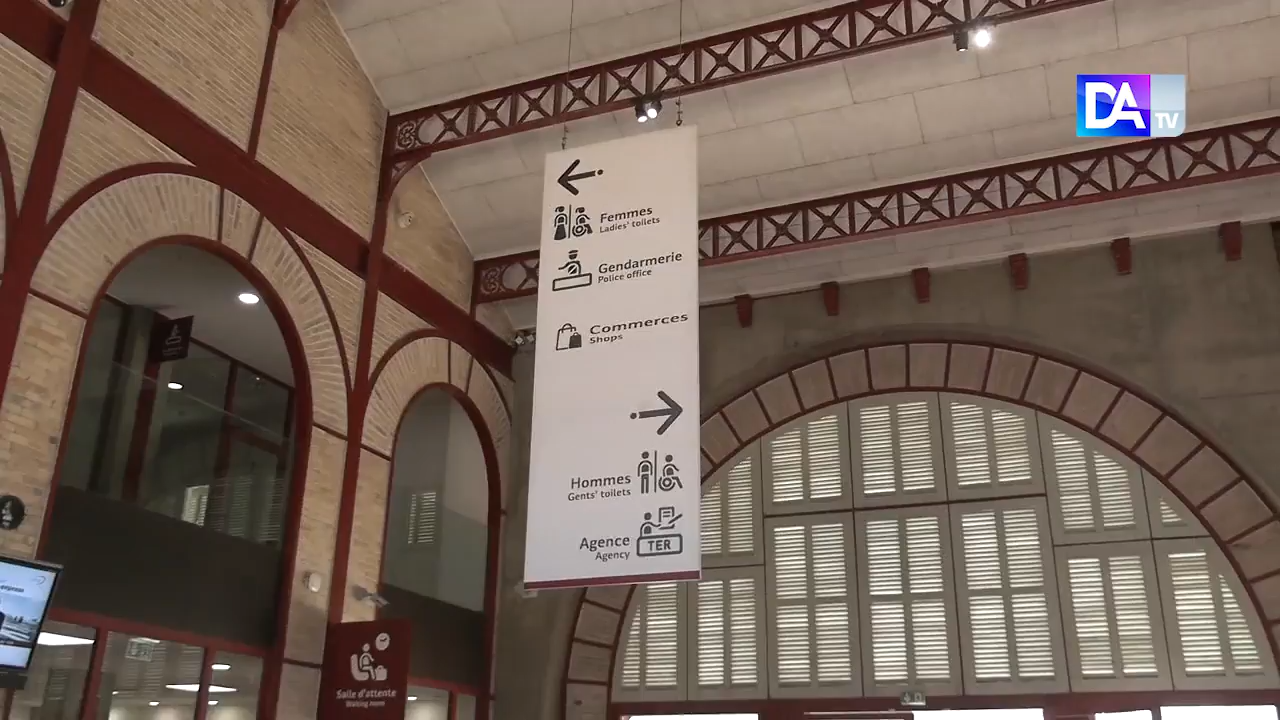 DA TV
Femmes
Ladies' toilets
Gendarmerie
Police office
Commerces
Shops
Hommes
Gents' toilets
Agence
Agency
TER
Salle d'attente
Waiting room